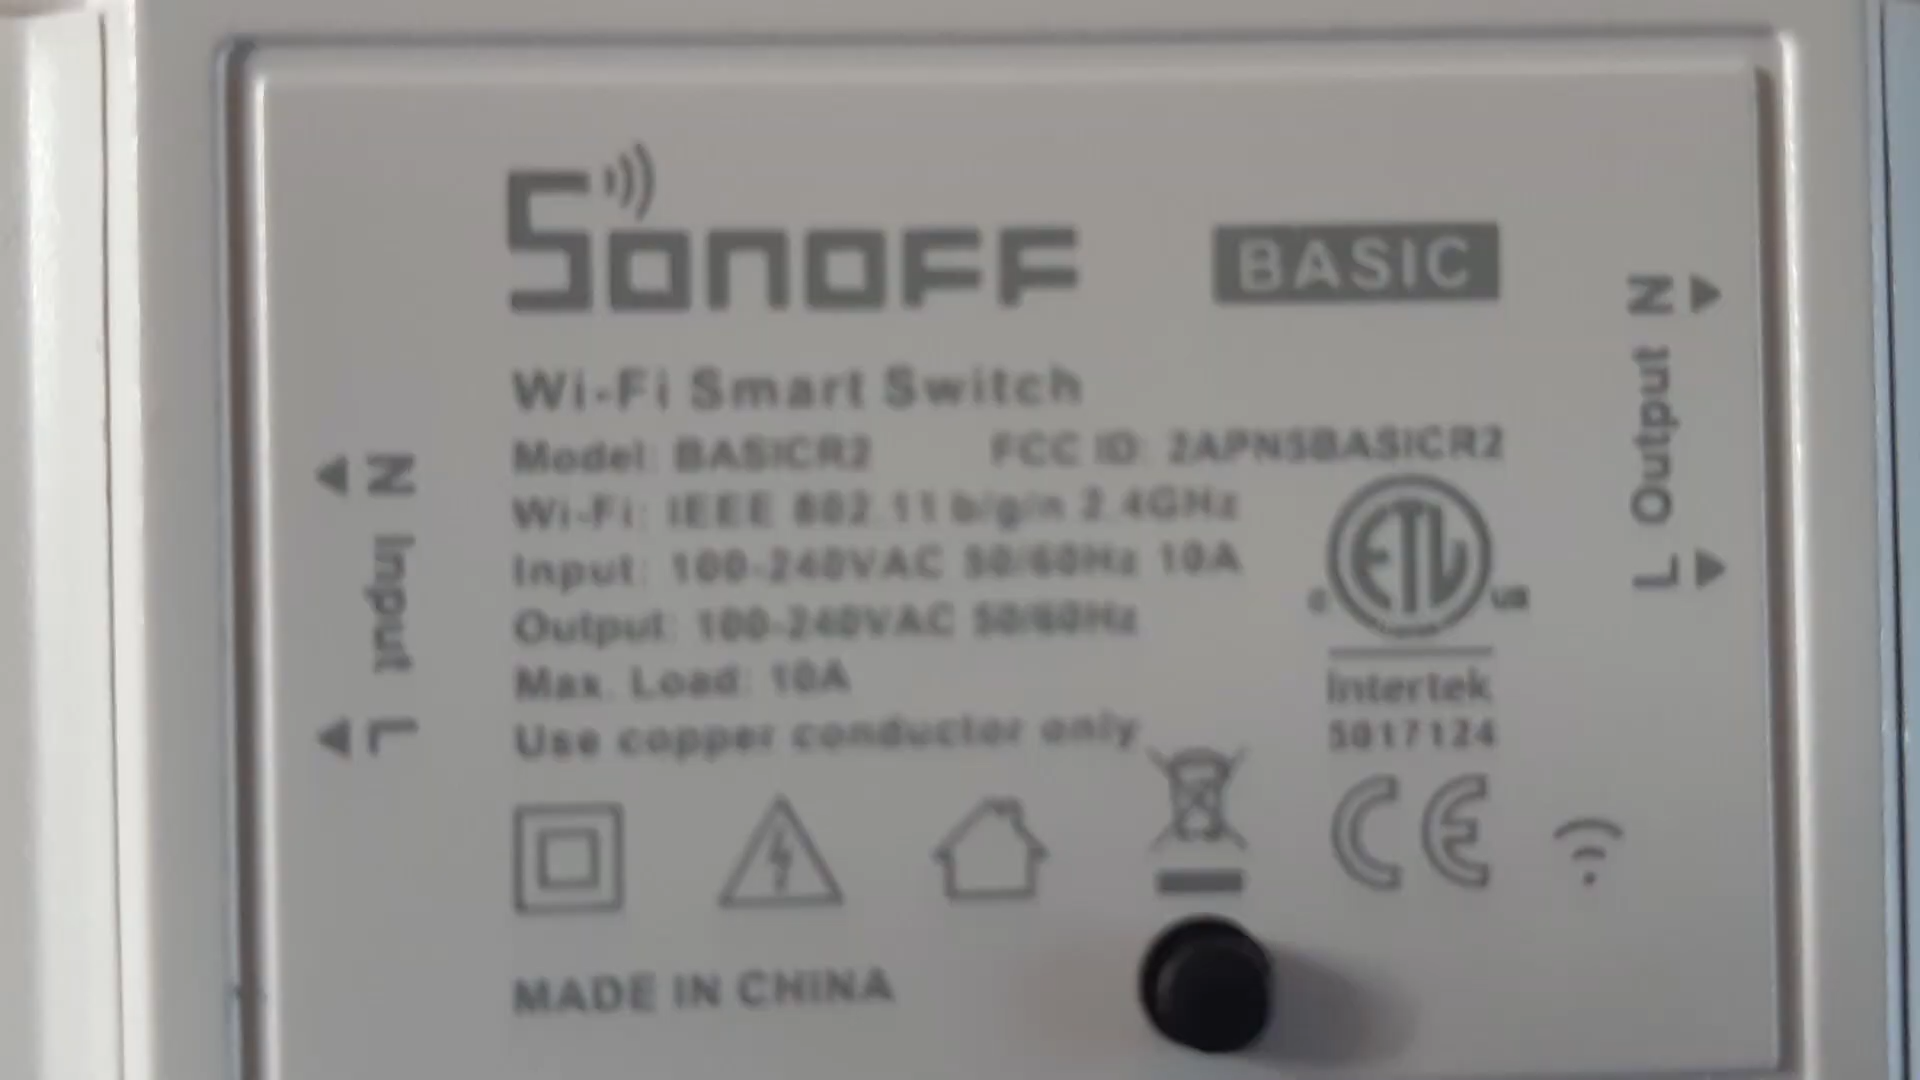 SONOFF BASIC
Wi-Fi Smart Switch
Model: BASICR2 FCC ID: 2APN5BASICR2
Wi-Fi: IEEE 802.11 b/g/n 2.4GHz
Input: 100-240VAC 50/60Hz 10A
Output: 100-240VAC 50/60Hz
Max. Load: 10A
Use copper conductor only
N Input L
N Output L
c ETL us
Intertek
5017124
CE
MADE IN CHINA